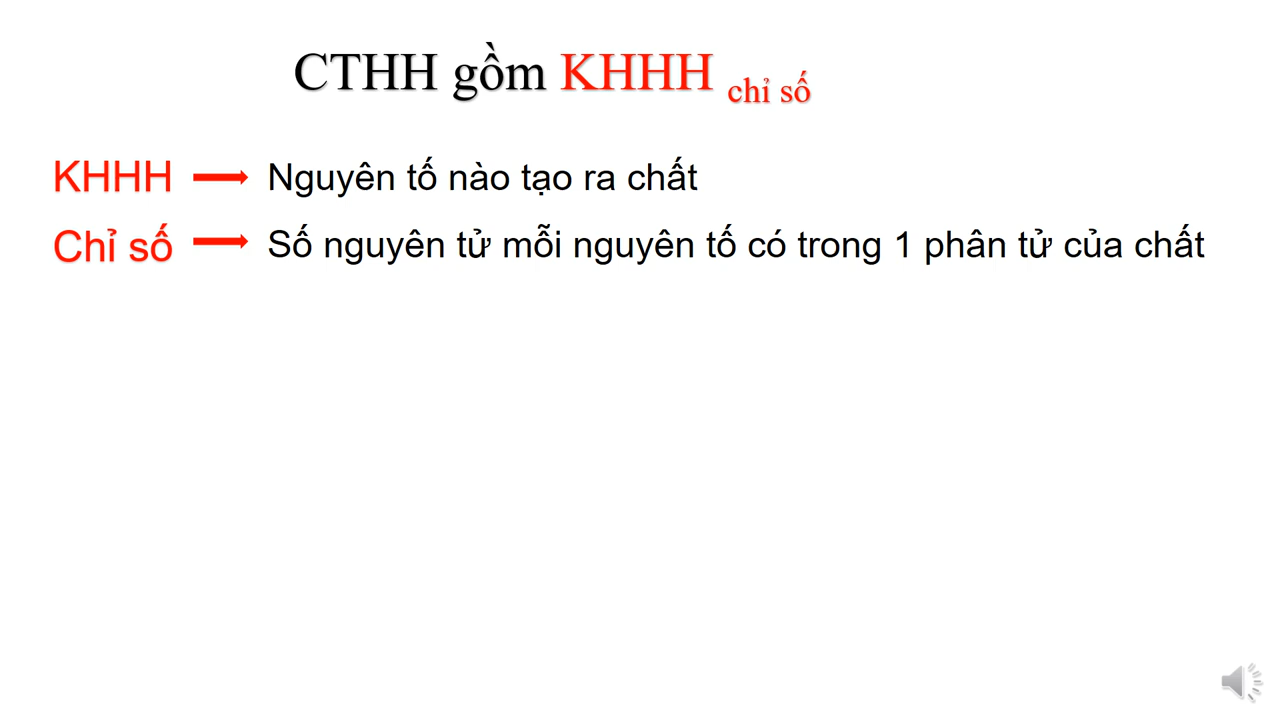 CTHH gồm KHHH chỉ số
KHHH Nguyên tố nào tạo ra chất
Chỉ số Số nguyên tử mỗi nguyên tố có trong 1 phân tử của chất